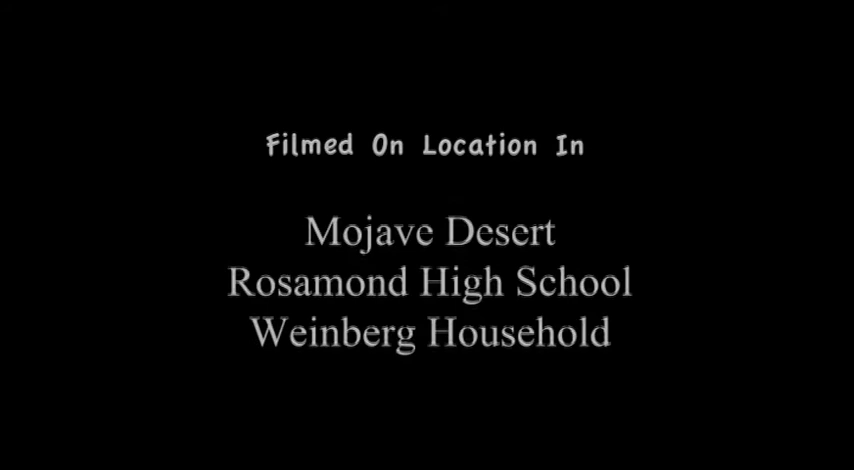 Filmed On Location In
Mojave Desert
Rosamond High School
Weinberg Household